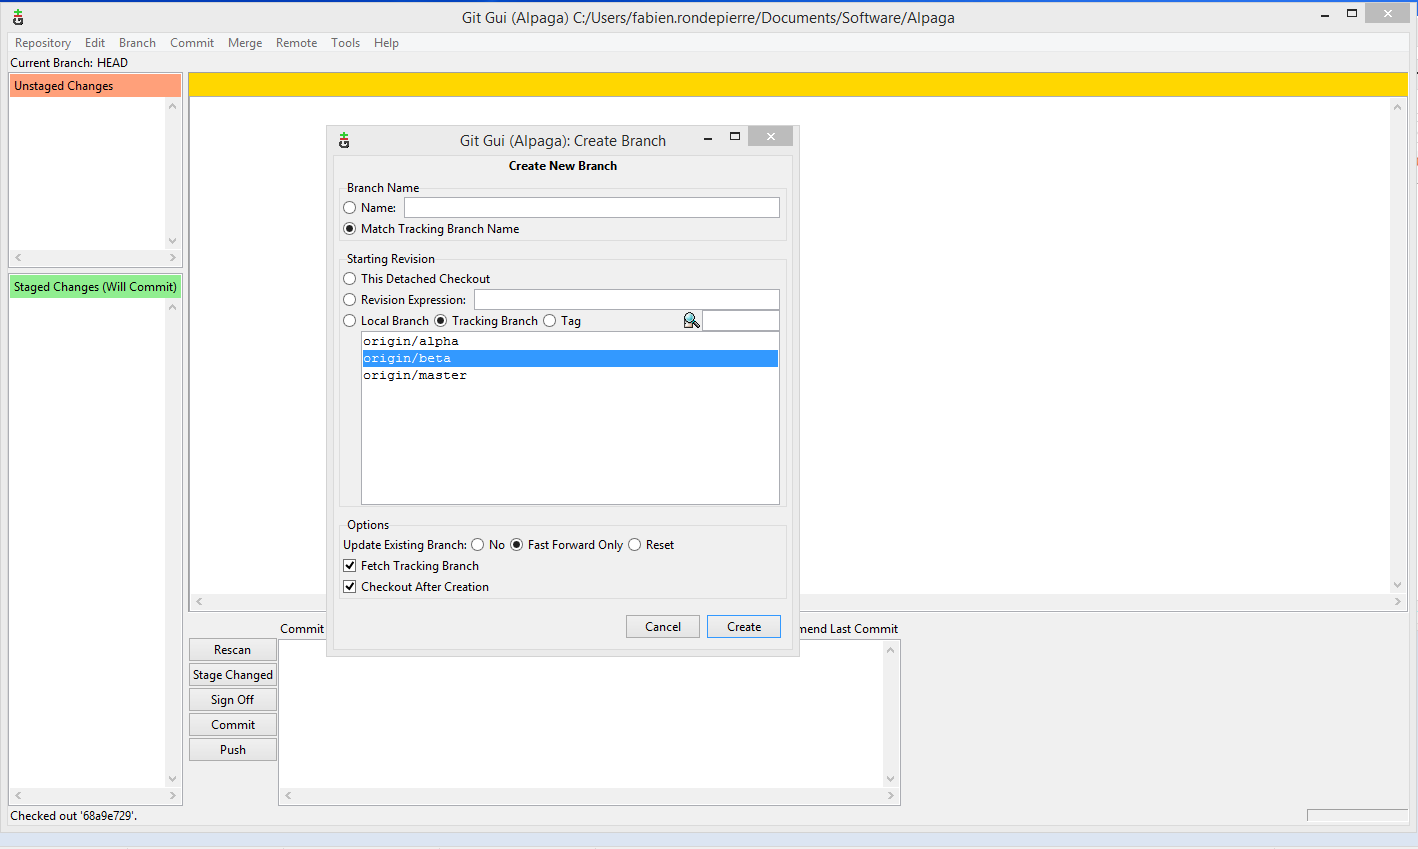 Git Gui (Alpaga) C:/Users/fabien.rondepierre/Documents/Software/Alpaga
Repository Edit Branch Commit Merge Remote Tools Help
Current Branch: HEAD
Unstaged Changes
Staged Changes (Will Commit)
Git Gui (Alpaga): Create Branch
Create New Branch
Branch Name
Name:
Match Tracking Branch Name
Starting Revision
This Detached Checkout
Revision Expression:
Local Branch Tracking Branch Tag
origin/alpha
origin/beta
origin/master
Options
Update Existing Branch: No Fast Forward Only Reset
Fetch Tracking Branch
Checkout After Creation
Cancel Create
Commit mend Last Commit
Rescan
Stage Changed
Sign Off
Commit
Push
Checked out '68a9e729'.